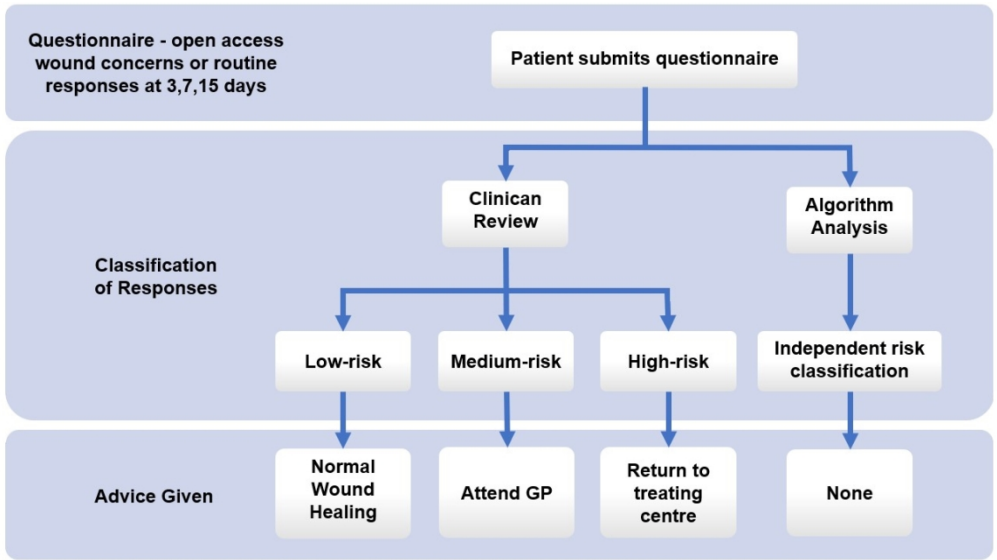 Questionnaire - open access
wound concerns or routine
responses at 3,7,15 days
Patient submits questionnaire
Clinican
Review
Algorithm
Analysis
Classification
of Responses
Low-risk
Medium-risk
High-risk
Independent risk
classification
Advice Given
Normal
Wound
Healing
Attend GP
Return to
treating
centre
None